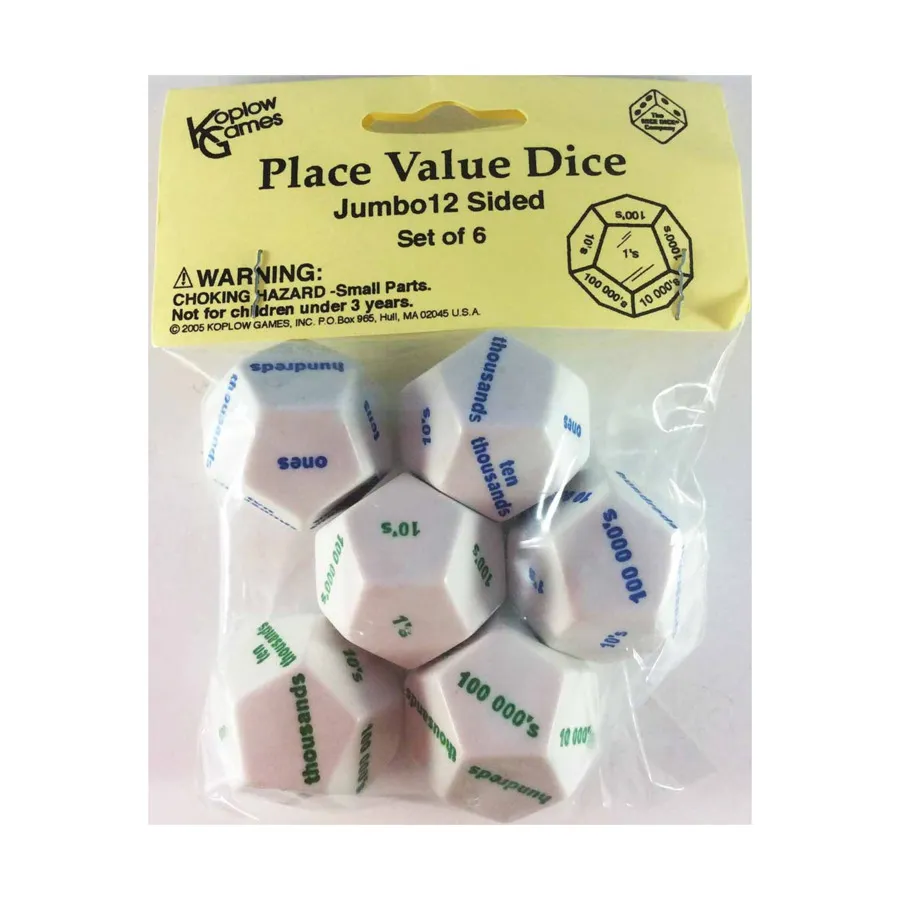 Koplow
Games
The
DICE DICE
Company
Place Value Dice
Jumbo12 Sided
Set of 6
100's
10's
1000's
1's
100 000's
10 000's
WARNING:
CHOKING HAZARD -Small Parts.
Not for children under 3 years.
© 2005 KOPLOW GAMES, INC. P.O.Box 965, Hull, MA 02045 U.S.A.
hundreds
thousands
tens
ones
thousands
10's
ones
ten
thousands
10's
100 000's
100's
1's
100 000's
1's
10's
ten
thousands
10's
thousands
100 000's
thousands
10 000's
hundreds